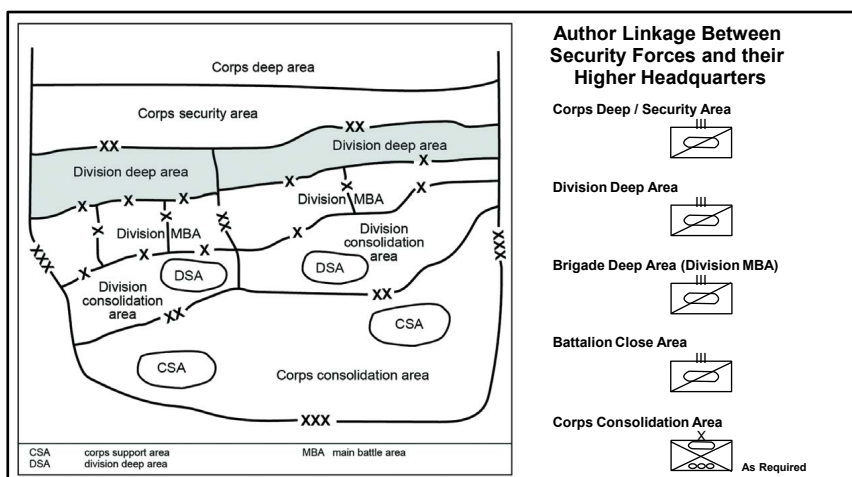 Corps deep area
Corps security area
XX
XX
Division deep area
Division deep area
X
X
X
X
X
X
X
X
X
Division MBA
XX
Division MBA
X
X
X
X
Division
consolidation
area
XXX
XXX
DSA
DSA
Division
consolidation
area
XX
XX
CSA
CSA
Corps consolidation area
XXX
CSA corps support area
DSA division deep area
MBA main battle area
Author Linkage Between
Security Forces and their
Higher Headquarters
Corps Deep / Security Area
III
Division Deep Area
III
Brigade Deep Area (Division MBA)
III
Battalion Close Area
III
Corps Consolidation Area
X
As Required